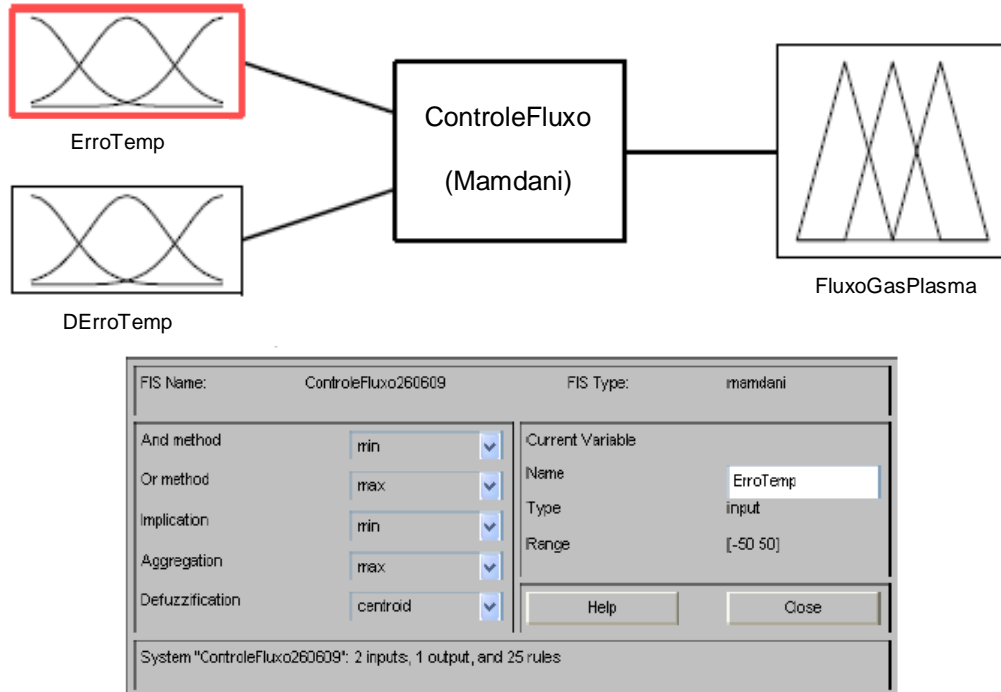 ErroTemp
DErroTemp
ControleFluxo
(Mamdani)
FluxoGasPlasma
FIS Name: ControleFluxo260609 FIS Type: mamdani
And method min
Or method max
Implication min
Aggregation max
Defuzzification centroid
Current Variable
Name ErroTemp
Type input
Range [-50 50]
Help Close
System "ControleFluxo260609": 2 inputs, 1 output, and 25 rules